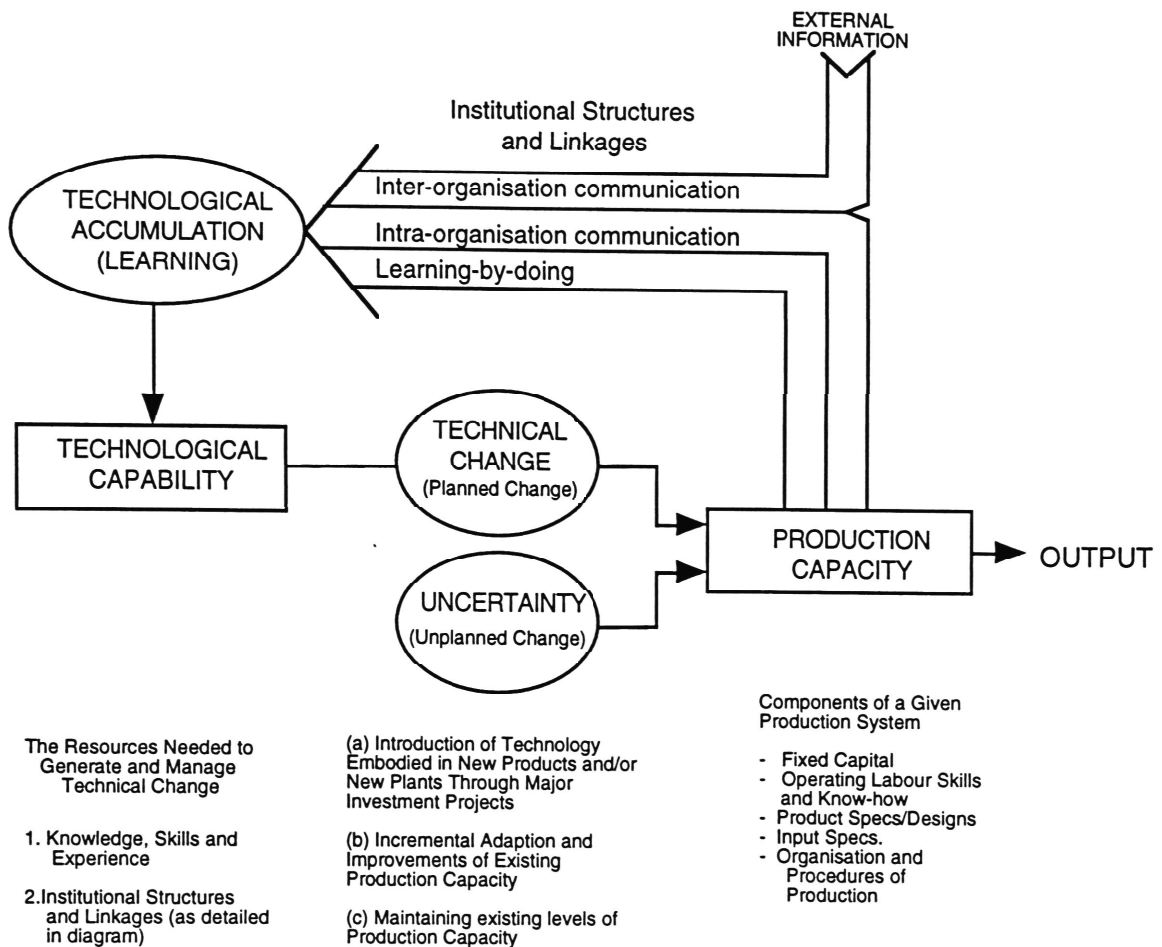 EXTERNAL
INFORMATION
Institutional Structures
and Linkages
Inter-organisation communication
Intra-organisation communication
Learning-by-doing
TECHNOLOGICAL
ACCUMULATION
(LEARNING)
TECHNOLOGICAL
CAPABILITY
TECHNICAL
CHANGE
(Planned Change)
UNCERTAINTY
(Unplanned Change)
PRODUCTION
CAPACITY
OUTPUT
The Resources Needed to
Generate and Manage
Technical Change
1. Knowledge, Skills and
Experience
2.Institutional Structures
and Linkages (as detailed
in diagram)
(a) Introduction of Technology
Embodied in New Products and/or
New Plants Through Major
Investment Projects
(b) Incremental Adaption and
Improvements of Existing
Production Capacity
(c) Maintaining existing levels of
Production Capacity
Components of a Given
Production System
- Fixed Capital
- Operating Labour Skills
and Know-how
- Product Specs/Designs
- Input Specs.
- Organisation and
Procedures of
Production